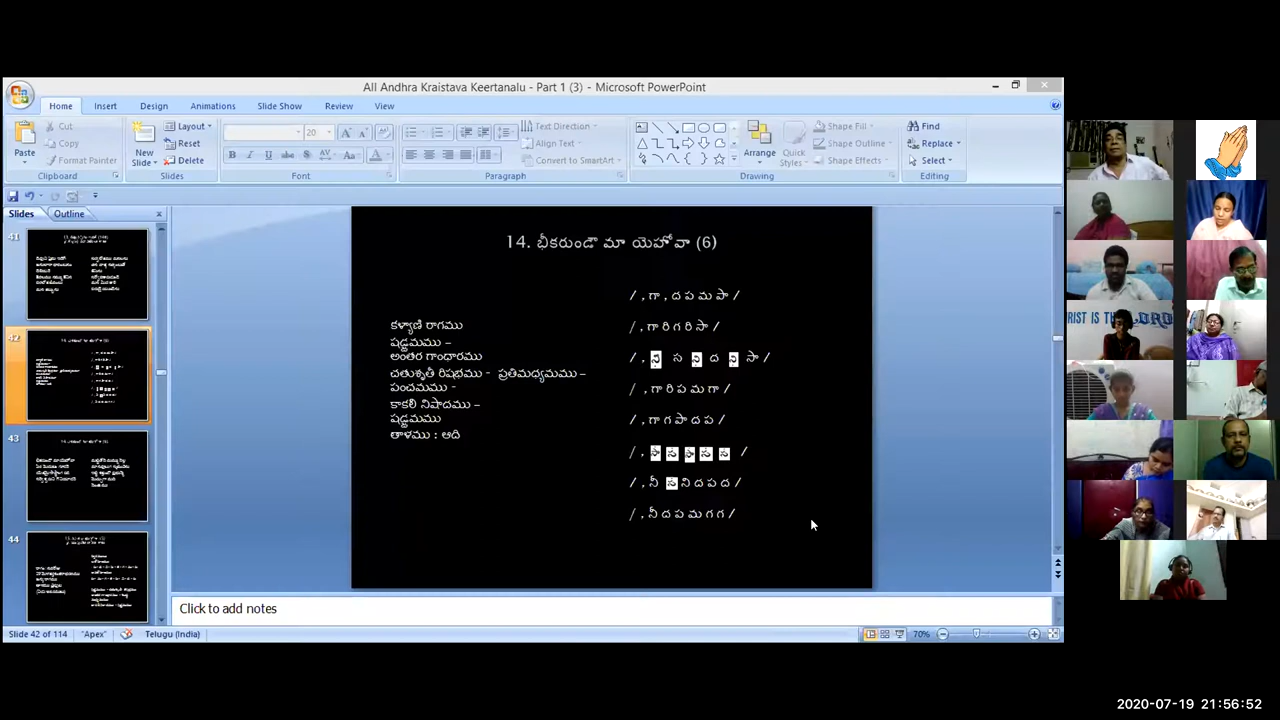 All Andhra Kraistava Keertanalu - Part 1 (3) - Microsoft PowerPoint
Home Insert Design Animations Slide Show Review View
Paste Cut Copy Format Painter Clipboard
New Slide Layout Reset Delete Slides
20 Font
Text Direction Align Text Convert to SmartArt Paragraph
Arrange Quick Styles Shape Fill Shape Outline Shape Effects Drawing
Find Replace Select Editing
Slides Outline
41
42
43
44
14. భీకరుండౌ మా యెహోవా (6)
కళ్యాణి రాగము
షడ్జమము –
అంతర గాంధారము
చతుశృతి రిషభము - ప్రతిమధ్యమము –
పంచమము -
కాకలి నిషాదము –
షడ్జమము
తాళము : ఆది
/ , గా , ద ప మ పా /
/ , గా రి గ రి సా /
/ , ని స ని ద ని సా /
/ , గా రి ప మ గా /
/ , గా గ పా ద ప /
/ , నీ స ని ద ప ద /
/ , నీ ద ప మ గ గ /
Click to add notes
Slide 42 of 114 "Apex" Telugu (India) 70%
2020-07-19 21:56:52